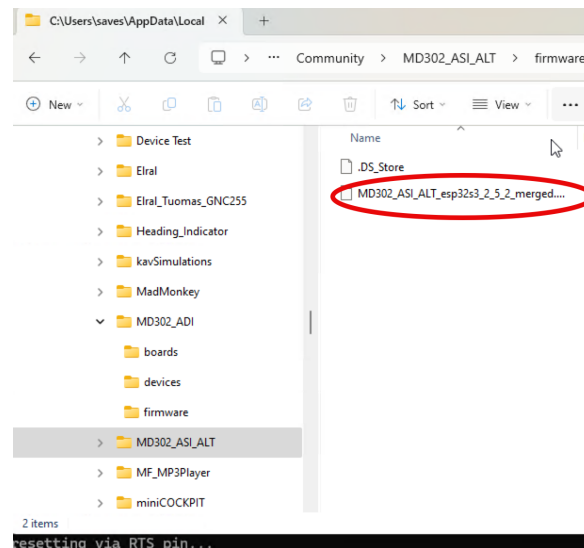 C:\Users\saves\AppData\Local
Community > MD302_ASI_ALT > firmware
New
Sort
View
Name
.DS_Store
MD302_ASI_ALT_esp32s3_2_5_2_merged....
Device Test
Elral
Elral_Tuomas_GNC255
Heading_Indicator
kavSimulations
MadMonkey
MD302_ADI
boards
devices
firmware
MD302_ASI_ALT
MF_MP3Player
miniCOCKPIT
2 items
resetting via RTS pin...